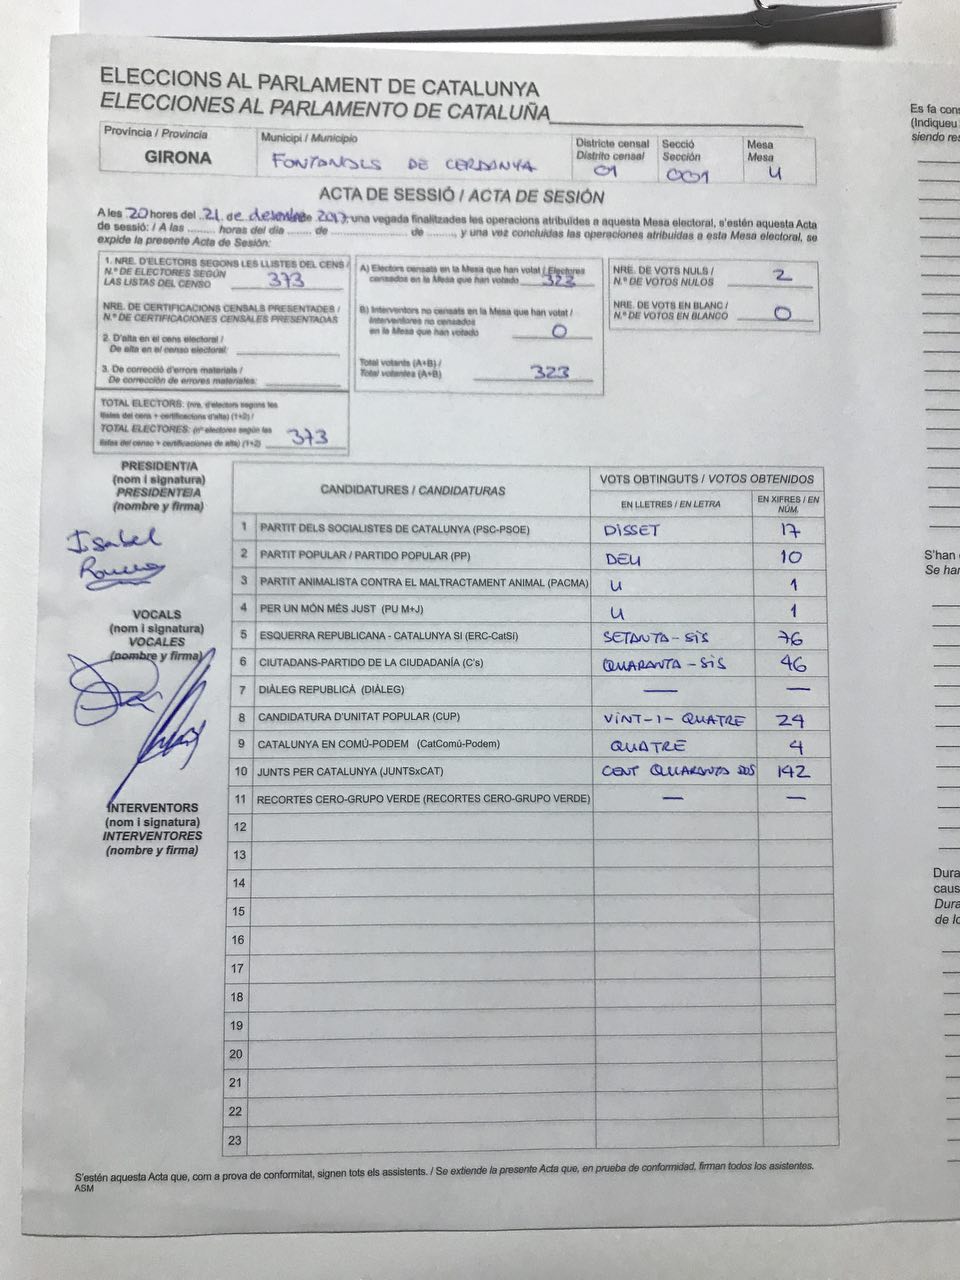 ELECCIONS AL PARLAMENT DE CATALUNYA
ELECCIONES AL PARLAMENTO DE CATALUÑA
Província / Provincia
GIRONA
Municipi / Municipio
FONTANALS DE CERDANYA
Districte censal
Distrito censal
01
Secció
Sección
001
Mesa
Mesa
U
ACTA DE SESSIÓ / ACTA DE SESIÓN
A les 20 hores del 21 de desembre de 2017, una vegada finalitzades les operacions atribuïdes a aquesta Mesa electoral, s'estén aquesta Acta
de sessió: / A las ......... horas del día ....... de .......................... de ........, y una vez concluidas las operaciones atribuidas a esta Mesa electoral, se
expide la presente Acta de Sesión:
1. NRE. D'ELECTORS SEGONS LES LLISTES DEL CENS /
N.º DE ELECTORES SEGÚN
LAS LISTAS DEL CENSO 373
NRE. DE CERTIFICACIONS CENSALS PRESENTADES /
N.º DE CERTIFICACIONES CENSALES PRESENTADAS
2. D'alta en el cens electoral /
De alta en el censo electoral:
3. De correcció d'errors materials /
De corrección de errores materiales:
TOTAL ELECTORS: (nre. d'electors segons les
llistes del cens + certificacions d'alta) (1+2) /
TOTAL ELECTORES: (nº electores según las
listas del censo + certificaciones de alta) (1+2) 373
A) Electors censats en la Mesa que han votat / Electores
censados en la Mesa que han votado 323
B) Interventors no censats en la Mesa que han votat /
Interventores no censados
en la Mesa que han votado 0
Total votants (A+B) /
Total votantes (A+B) 323
NRE. DE VOTS NULS /
N.º DE VOTOS NULOS 2
NRE. DE VOTS EN BLANC /
N.º DE VOTOS EN BLANCO 0
PRESIDENT/A
(nom i signatura)
PRESIDENTE/A
(nombre y firma)
Isabel
Romero
VOCALS
(nom i signatura)
VOCALES
(nombre y firma)
INTERVENTORS
(nom i signatura)
INTERVENTORES
(nombre y firma)
CANDIDATURES / CANDIDATURAS
VOTS OBTINGUTS / VOTOS OBTENIDOS
EN LLETRES / EN LETRA
EN XIFRES / EN
NÚM.
1 PARTIT DELS SOCIALISTES DE CATALUNYA (PSC-PSOE) DISSET 17
2 PARTIT POPULAR / PARTIDO POPULAR (PP) DEU 10
3 PARTIT ANIMALISTA CONTRA EL MALTRACTAMENT ANIMAL (PACMA) U 1
4 PER UN MÓN MÉS JUST (PU M+J) U 1
5 ESQUERRA REPUBLICANA - CATALUNYA SI (ERC-CatSí) SETANTA-SIS 76
6 CIUTADANS-PARTIDO DE LA CIUDADANÍA (C's) QUARANTA-SIS 46
7 DIÀLEG REPUBLICÀ (DIÀLEG) — —
8 CANDIDATURA D'UNITAT POPULAR (CUP) VINT-I-QUATRE 24
9 CATALUNYA EN COMÚ-PODEM (CatComú-Podem) QUATRE 4
10 JUNTS PER CATALUNYA (JUNTSxCAT) CENT QUARANTA DOS 142
11 RECORTES CERO-GRUPO VERDE (RECORTES CERO-GRUPO VERDE) — —
12
13
14
15
16
17
18
19
20
21
22
23
S'estén aquesta Acta que, com a prova de conformitat, signen tots els assistents. / Se extiende la presente Acta que, en prueba de conformidad, firman todos los asistentes.
ASM
Es fa cons
(Indiqueu
siendo res
S'han
Se han
Dura
caus
Dura
de lo